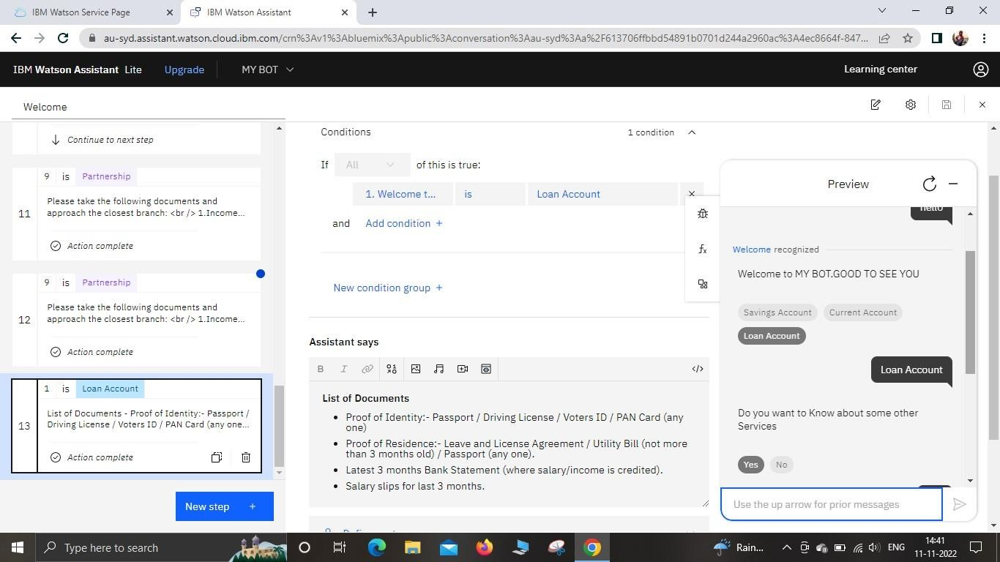 IBM Watson Service Page
IBM Watson Assistant
au-syd.assistant.watson.cloud.ibm.com/crn%3Av1%3Abluemix%3Apublic%3Aconversation%3Aau-syd%3Aa%2F613706ffbbd54891b0701d244a2960ac%3A4ec8664f-847...
IBM Watson Assistant Lite
Upgrade
MY BOT
Learning center
Welcome
Continue to next step
9 is Partnership
11
Please take the following documents and
approach the closest branch: <br /> 1.Income...
Action complete
9 is Partnership
12
Please take the following documents and
approach the closest branch: <br /> 1.Income...
Action complete
1 is Loan Account
13
List of Documents - Proof of Identity:- Passport /
Driving License / Voters ID / PAN Card (any one...
Action complete
New step +
Conditions
1 condition
If All of this is true:
1. Welcome t... is Loan Account
and Add condition +
New condition group +
Assistant says
B I
List of Documents
• Proof of Identity:- Passport / Driving License / Voters ID / PAN Card (any
one)
• Proof of Residence:- Leave and License Agreement / Utility Bill (not more
than 3 months old) / Passport (any one).
• Latest 3 months Bank Statement (where salary/income is credited).
• Salary slips for last 3 months.
fx
Preview
hello
Welcome recognized
Welcome to MY BOT.GOOD TO SEE YOU
Savings Account
Current Account
Loan Account
Loan Account
Do you want to Know about some other
Services
Yes
No
Use the up arrow for prior messages
Type here to search
Rain...
ENG
14:41
11-11-2022